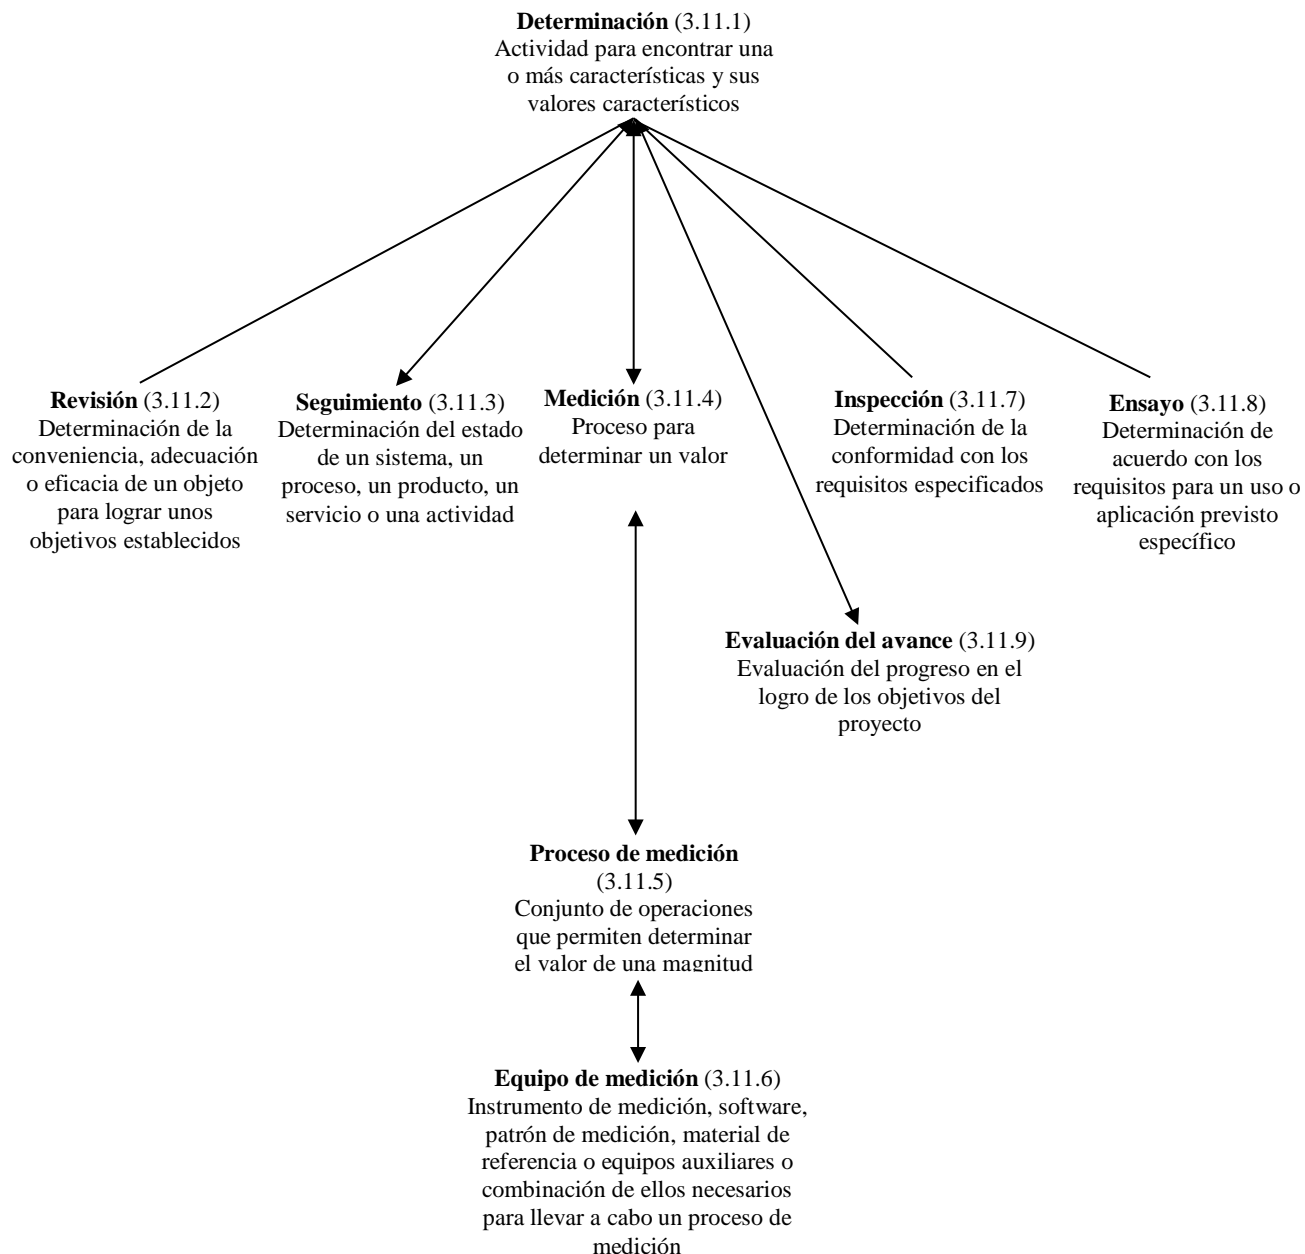 Determinación (3.11.1)
Actividad para encontrar una
o más características y sus
valores característicos
Revisión (3.11.2)
Determinación de la
conveniencia, adecuación
o eficacia de un objeto
para lograr unos
objetivos establecidos
Seguimiento (3.11.3)
Determinación del estado
de un sistema, un
proceso, un producto, un
servicio o una actividad
Medición (3.11.4)
Proceso para
determinar un valor
Inspección (3.11.7)
Determinación de la
conformidad con los
requisitos especificados
Ensayo (3.11.8)
Determinación de
acuerdo con los
requisitos para un uso o
aplicación previsto
específico
Evaluación del avance (3.11.9)
Evaluación del progreso en el
logro de los objetivos del
proyecto
Proceso de medición
(3.11.5)
Conjunto de operaciones
que permiten determinar
el valor de una magnitud
Equipo de medición (3.11.6)
Instrumento de medición, software,
patrón de medición, material de
referencia o equipos auxiliares o
combinación de ellos necesarios
para llevar a cabo un proceso de
medición